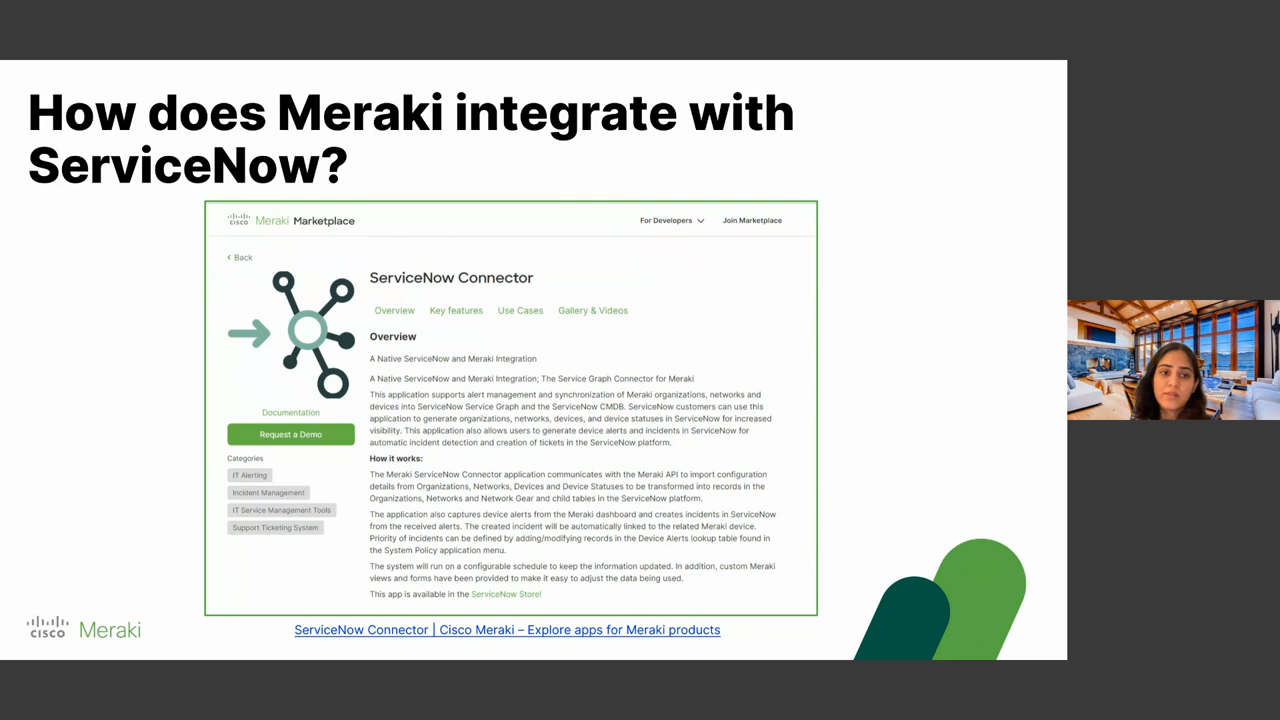 How does Meraki integrate with
ServiceNow?
cisco Meraki Marketplace
For Developers
Join Marketplace
< Back
ServiceNow Connector
Overview Key features Use Cases Gallery & Videos
Overview
A Native ServiceNow and Meraki Integration
A Native ServiceNow and Meraki Integration; The Service Graph Connector for Meraki
This application supports alert management and synchronization of Meraki organizations, networks and
devices into ServiceNow Service Graph and the ServiceNow CMDB. ServiceNow customers can use this
application to generate organizations, networks, devices, and device statuses in ServiceNow for increased
visibility. This application also allows users to generate device alerts and incidents in ServiceNow for
automatic incident detection and creation of tickets in the ServiceNow platform.
How it works:
The Meraki ServiceNow Connector application communicates with the Meraki API to import configuration
details from Organizations, Networks, Devices and Device Statuses to be transformed into records in the
Organizations, Networks and Network Gear and child tables in the ServiceNow platform.
The application also captures device alerts from the Meraki dashboard and creates incidents in ServiceNow
from the received alerts. The created incident will be automatically linked to the related Meraki device.
Priority of incidents can be defined by adding/modifying records in the Device Alerts lookup table found in
the System Policy application menu.
The system will run on a configurable schedule to keep the information updated. In addition, custom Meraki
views and forms have been provided to make it easy to adjust the data being used.
This app is available in the ServiceNow Store!
Documentation
Request a Demo
Categories
IT Alerting
Incident Management
IT Service Management Tools
Support Ticketing System
cisco Meraki
ServiceNow Connector | Cisco Meraki – Explore apps for Meraki products